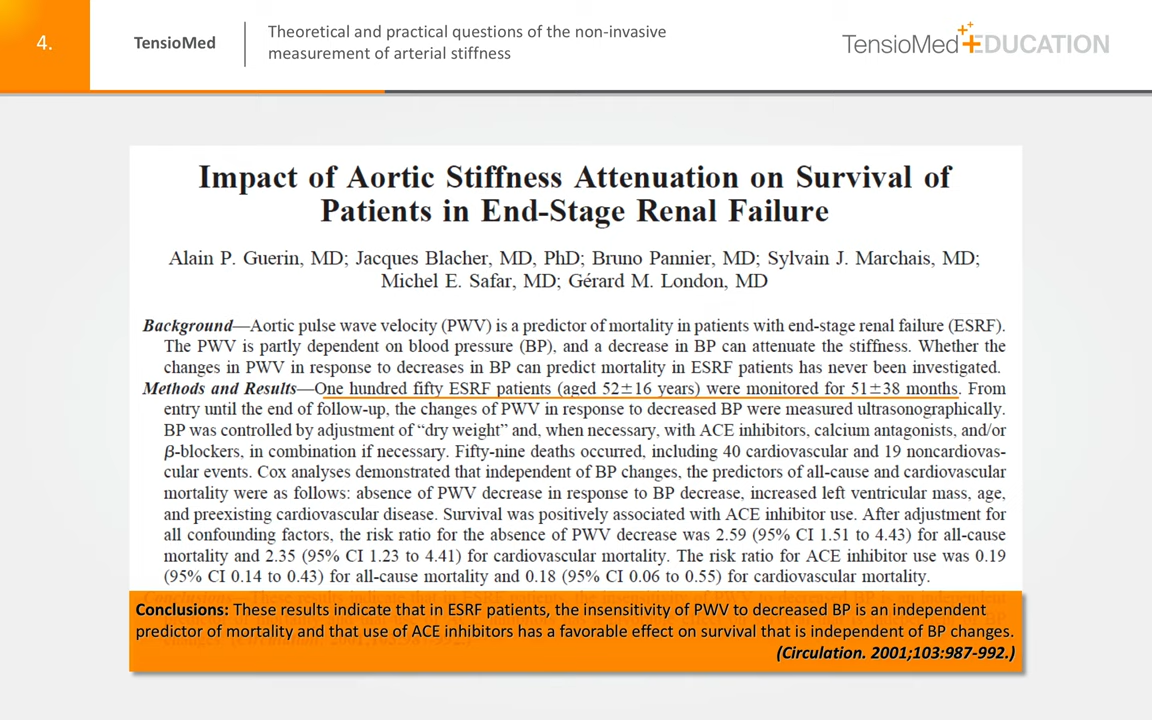 4.
TensioMed
Theoretical and practical questions of the non-invasive
measurement of arterial stiffness
TensioMed EDUCATION
Impact of Aortic Stiffness Attenuation on Survival of
Patients in End-Stage Renal Failure
Alain P. Guerin, MD; Jacques Blacher, MD, PhD; Bruno Pannier, MD; Sylvain J. Marchais, MD;
Michel E. Safar, MD; Gérard M. London, MD
Background—Aortic pulse wave velocity (PWV) is a predictor of mortality in patients with end-stage renal failure (ESRF).
The PWV is partly dependent on blood pressure (BP), and a decrease in BP can attenuate the stiffness. Whether the
changes in PWV in response to decreases in BP can predict mortality in ESRF patients has never been investigated.
Methods and Results—One hundred fifty ESRF patients (aged 52±16 years) were monitored for 51±38 months. From
entry until the end of follow-up, the changes of PWV in response to decreased BP were measured ultrasonographically.
BP was controlled by adjustment of “dry weight” and, when necessary, with ACE inhibitors, calcium antagonists, and/or
β-blockers, in combination if necessary. Fifty-nine deaths occurred, including 40 cardiovascular and 19 noncardiovas-
cular events. Cox analyses demonstrated that independent of BP changes, the predictors of all-cause and cardiovascular
mortality were as follows: absence of PWV decrease in response to BP decrease, increased left ventricular mass, age,
and preexisting cardiovascular disease. Survival was positively associated with ACE inhibitor use. After adjustment for
all confounding factors, the risk ratio for the absence of PWV decrease was 2.59 (95% CI 1.51 to 4.43) for all-cause
mortality and 2.35 (95% CI 1.23 to 4.41) for cardiovascular mortality. The risk ratio for ACE inhibitor use was 0.19
(95% CI 0.14 to 0.43) for all-cause mortality and 0.18 (95% CI 0.06 to 0.55) for cardiovascular mortality.
Conclusions: These results indicate that in ESRF patients, the insensitivity of PWV to decreased BP is an independent
predictor of mortality and that use of ACE inhibitors has a favorable effect on survival that is independent of BP changes.
(Circulation. 2001;103:987-992.)